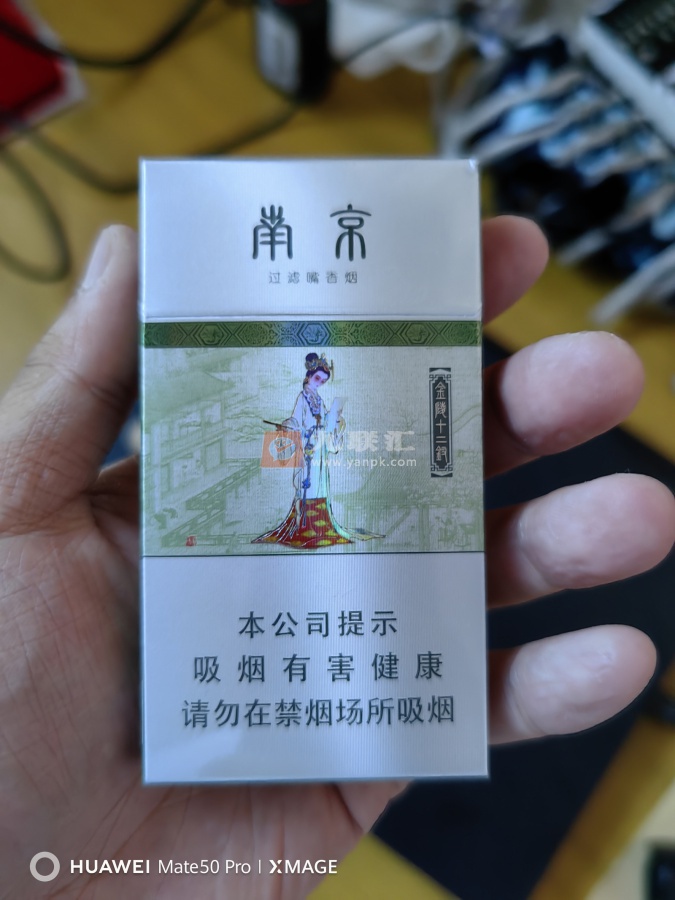 南京
过滤嘴香烟
金陵十二釵
联汇
www.yanpk.com
本公司提示
吸烟有害健康
请勿在禁烟场所吸烟
HUAWEI Mate50 Pro | XMAGE